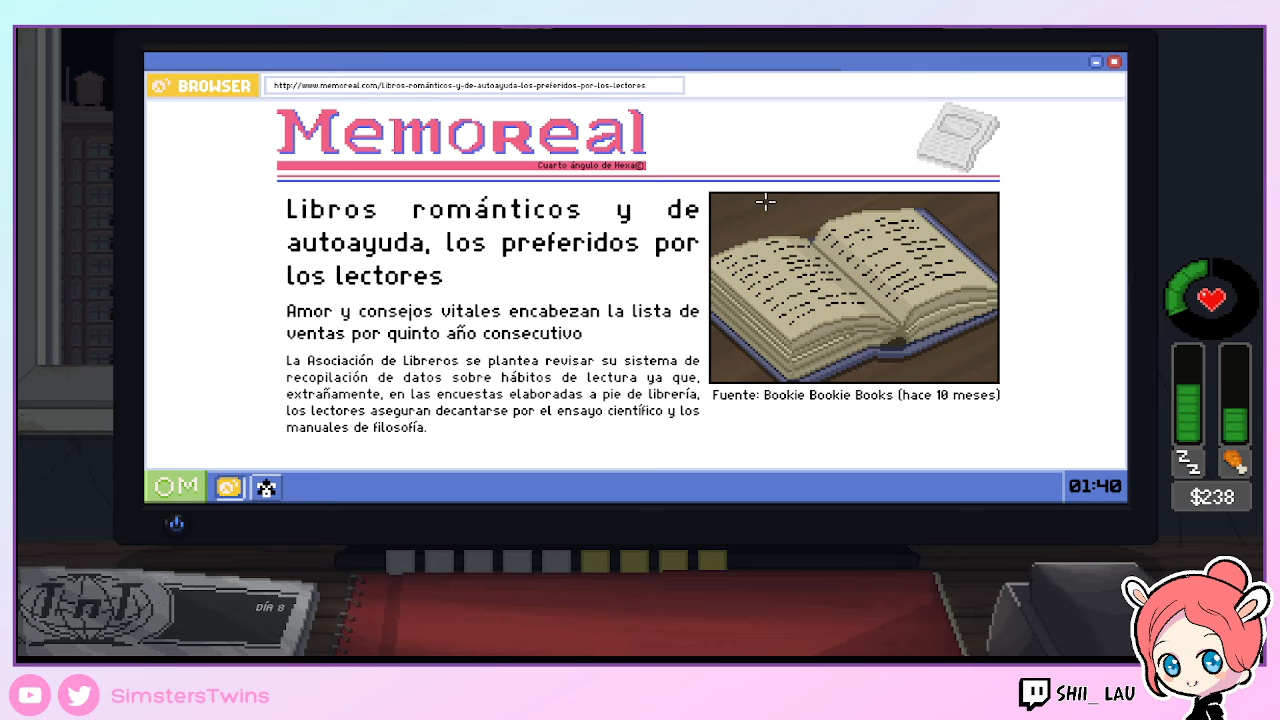 BROWSER
http://www.memoreal.com/Libros-románticos-y-de-autoayuda-los-preferidos-por-los-lectores
Memoreal
Cuarto ángulo de Hexa©
Libros románticos y de
autoayuda, los preferidos por
los lectores
Amor y consejos vitales encabezan la lista de
ventas por quinto año consecutivo
La Asociación de Libreros se plantea revisar su sistema de
recopilación de datos sobre hábitos de lectura ya que,
extrañamente, en las encuestas elaboradas a pie de librería,
los lectores aseguran decantarse por el ensayo científico y los
manuales de filosofía.
Fuente: Bookie Bookie Books (hace 10 meses)
OM
01:40
ZZZ
$238
TnT
DÍA 8
SimstersTwins
SHII_ LAU